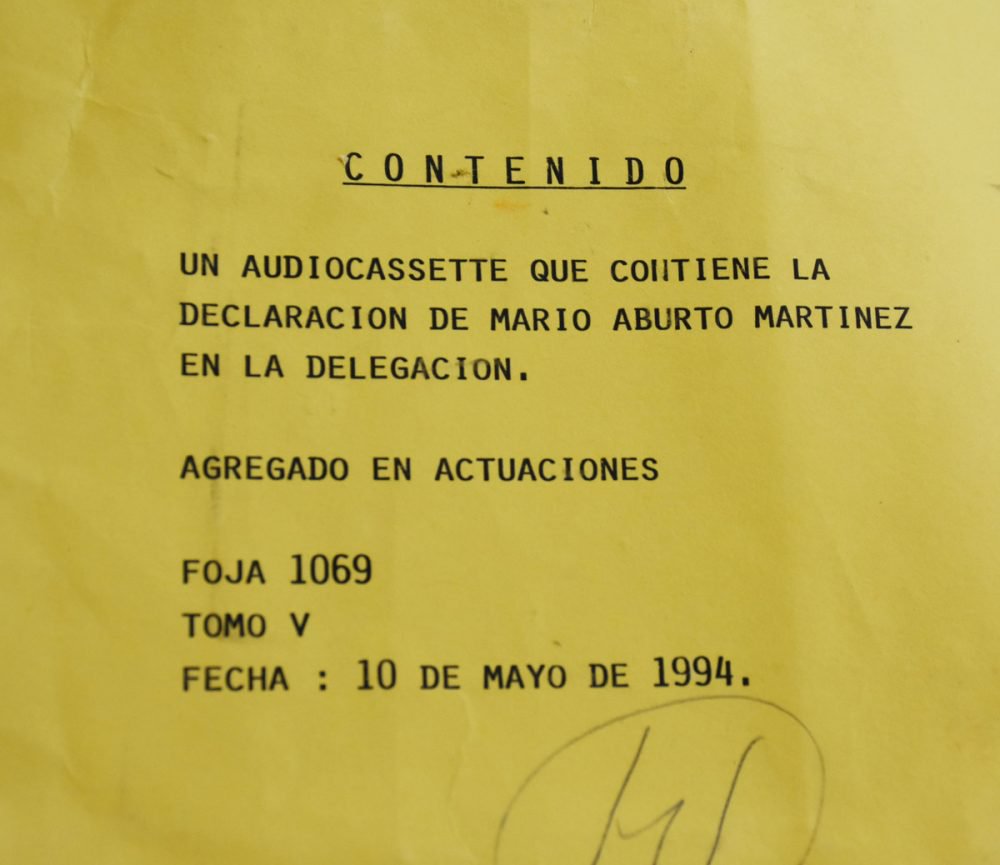 CONTENIDO
UN AUDIOCASSETTE QUE CONTIENE LA
DECLARACION DE MARIO ABURTO MARTINEZ
EN LA DELEGACION.
AGREGADO EN ACTUACIONES
FOJA 1069
TOMO V
FECHA : 10 DE MAYO DE 1994.